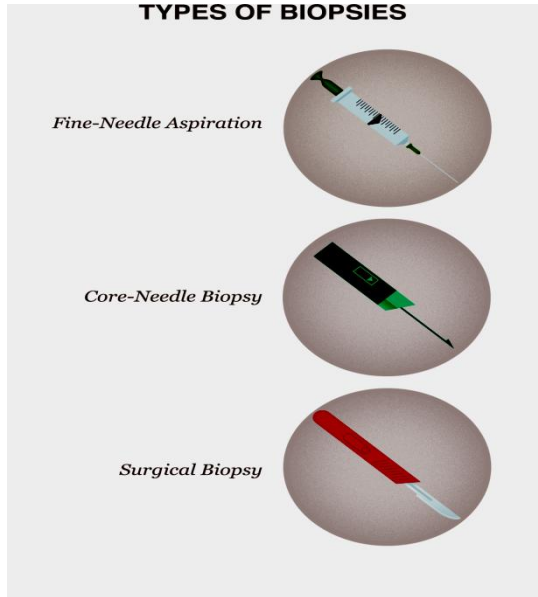 TYPES OF BIOPSIES
Fine-Needle Aspiration
Core-Needle Biopsy
Surgical Biopsy